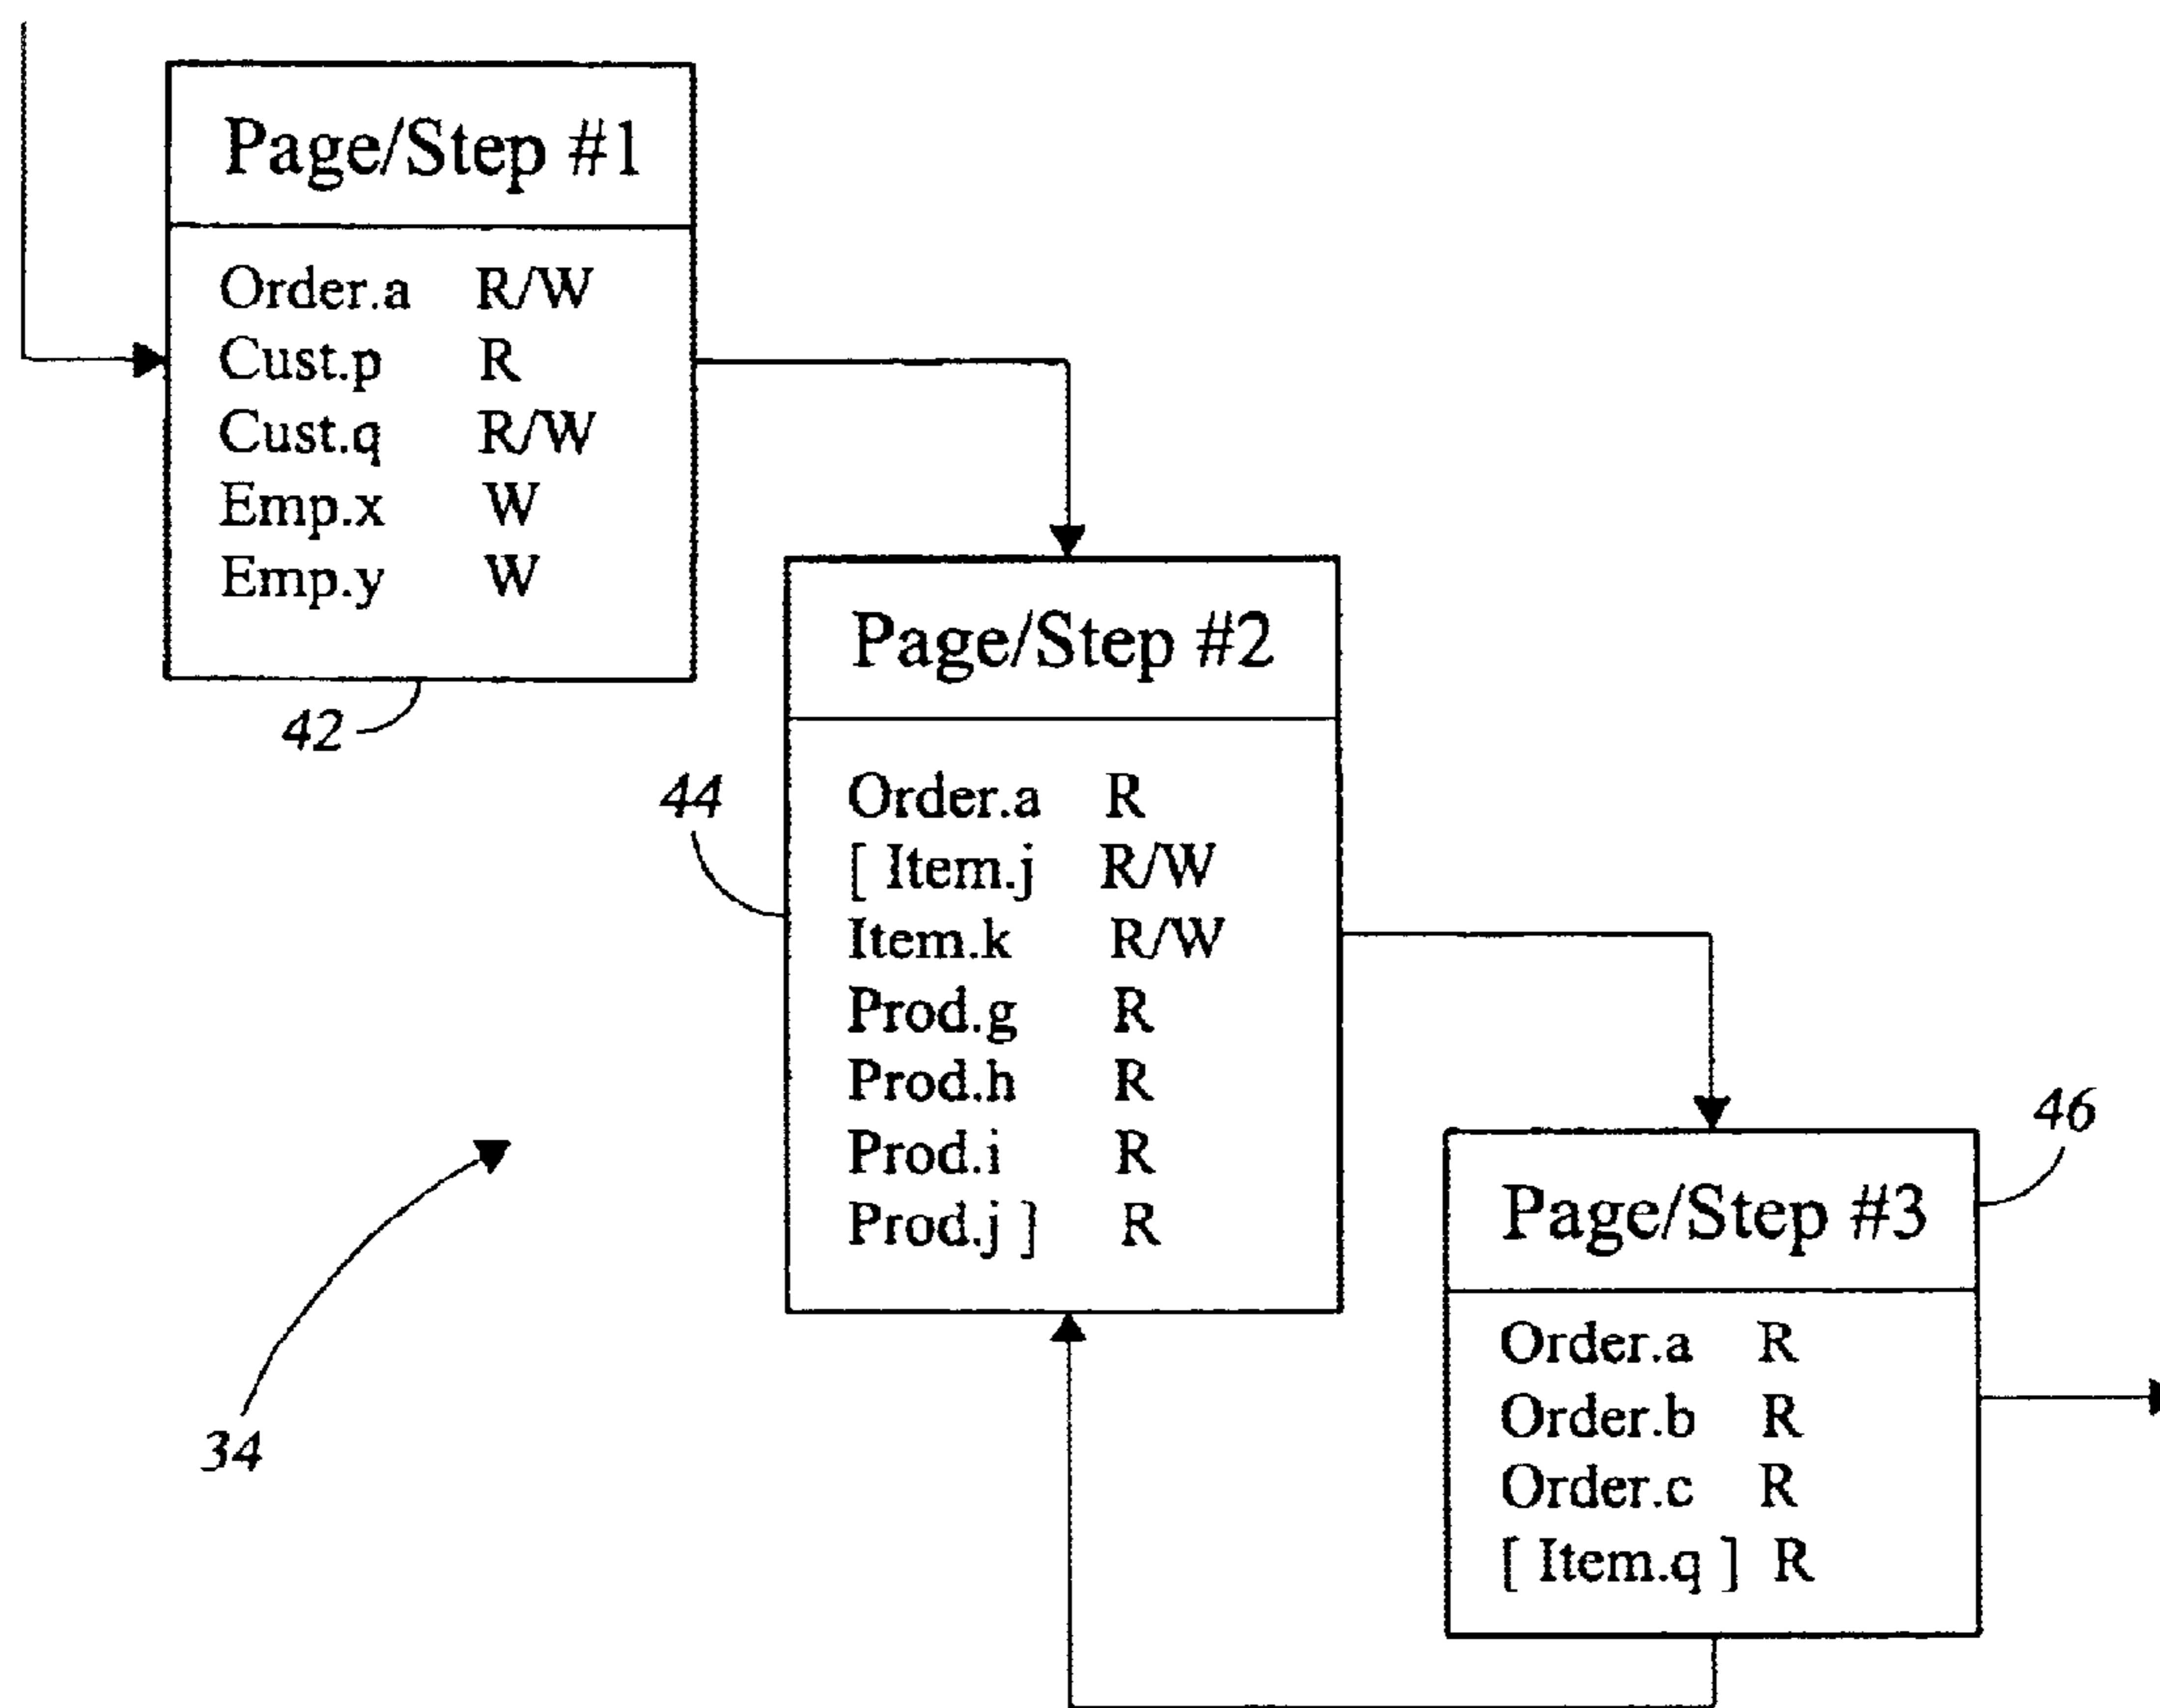 Page/Step #1
Order.a R/W
Cust.p R
Cust.q R/W
Emp.x W
Emp.y W
42
Page/Step #2
44
Order.a R
[ Item.j R/W
Item.k R/W
Prod.g R
Prod.h R
Prod.i R
Prod.j ] R
46
Page/Step #3
Order.a R
Order.b R
Order.c R
[ Item.q ] R
34